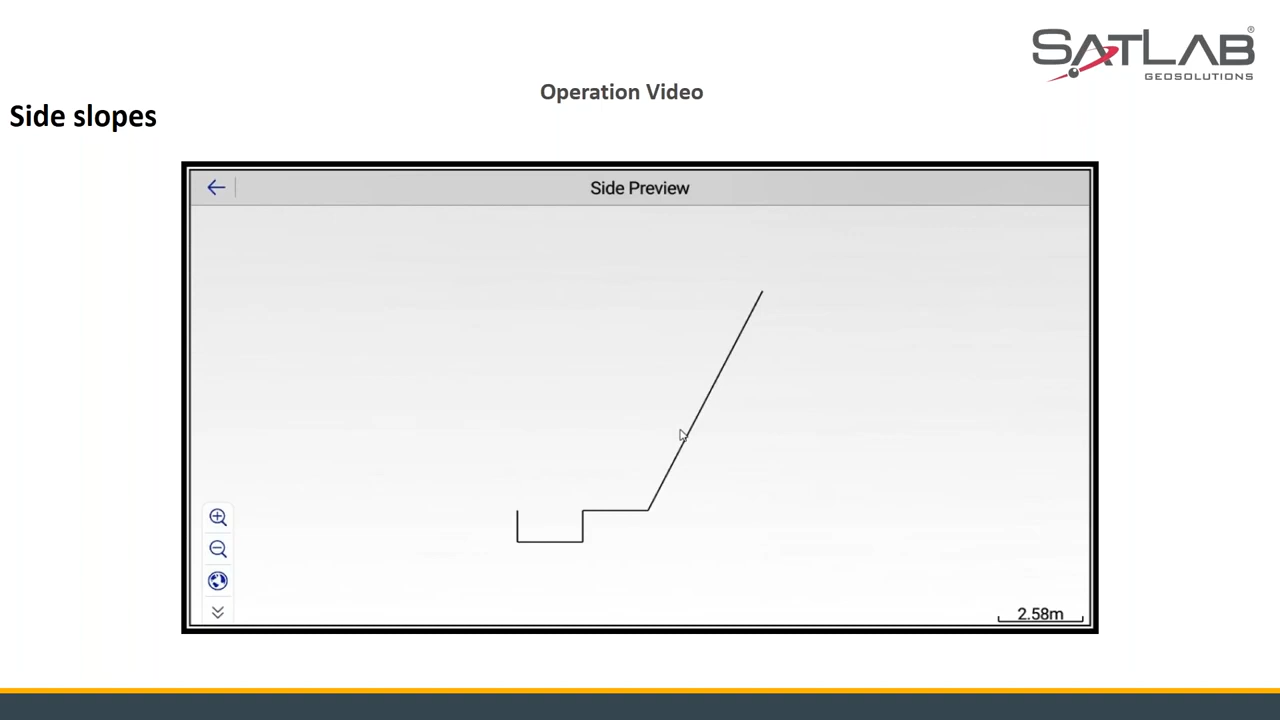 SATLAB®
GEOSOLUTIONS
Operation Video
Side slopes
Side Preview
2.58m